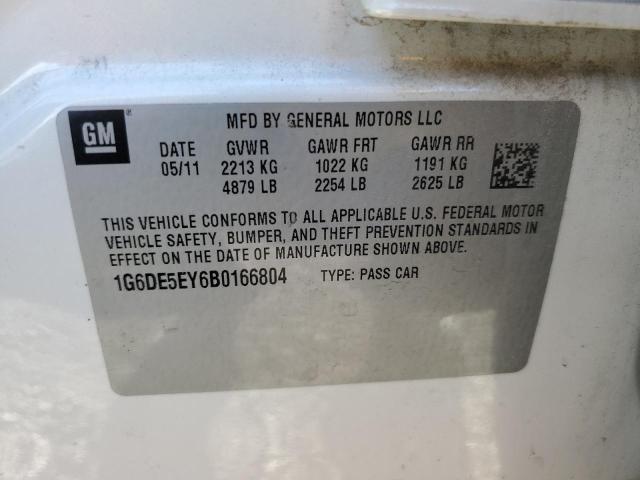 GM
MFD BY GENERAL MOTORS LLC
DATE GVWR GAWR FRT GAWR RR
05/11 2213 KG 1022 KG 1191 KG
4879 LB 2254 LB 2625 LB
THIS VEHICLE CONFORMS TO ALL APPLICABLE U.S. FEDERAL MOTOR
VEHICLE SAFETY, BUMPER, AND THEFT PREVENTION STANDARDS IN
EFFECT ON THE DATE OF MANUFACTURE SHOWN ABOVE.
1G6DE5EY6B0166804 TYPE: PASS CAR